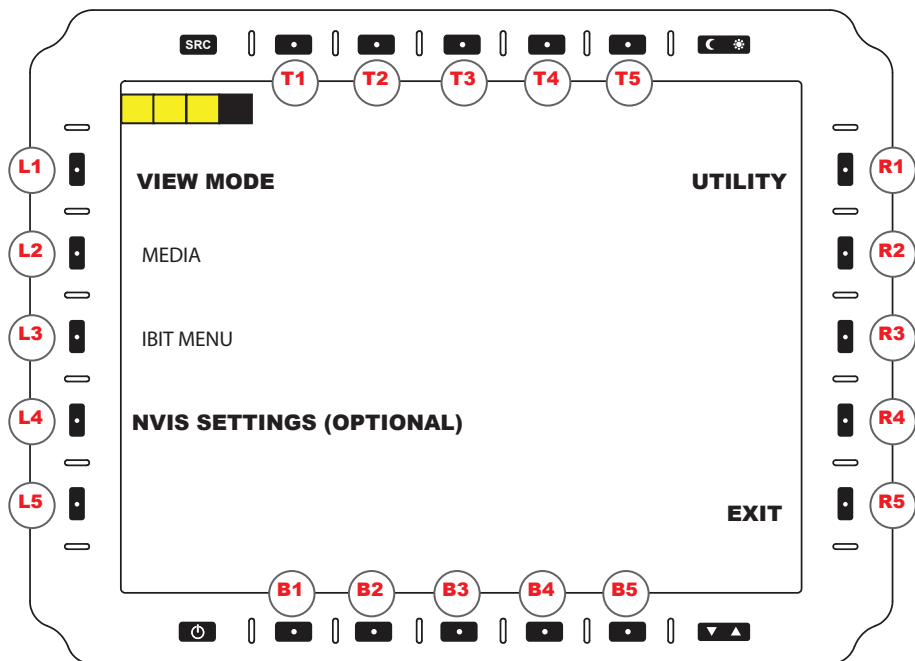 SRC
T1 T2 T3 T4 T5
L1 VIEW MODE UTILITY R1
L2 MEDIA R2
L3 IBIT MENU R3
L4 NVIS SETTINGS (OPTIONAL) R4
L5 EXIT R5
B1 B2 B3 B4 B5